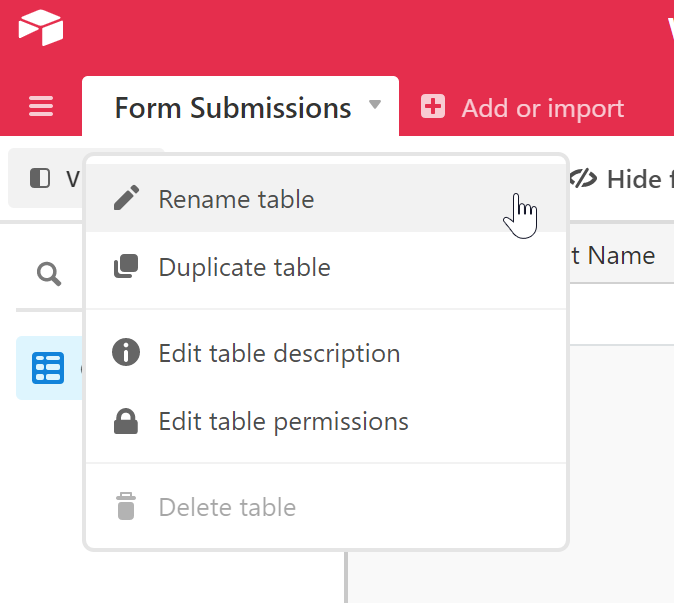 Form Submissions
Add or import
Hide
Rename table
Duplicate table
t Name
Edit table description
Edit table permissions
Delete table